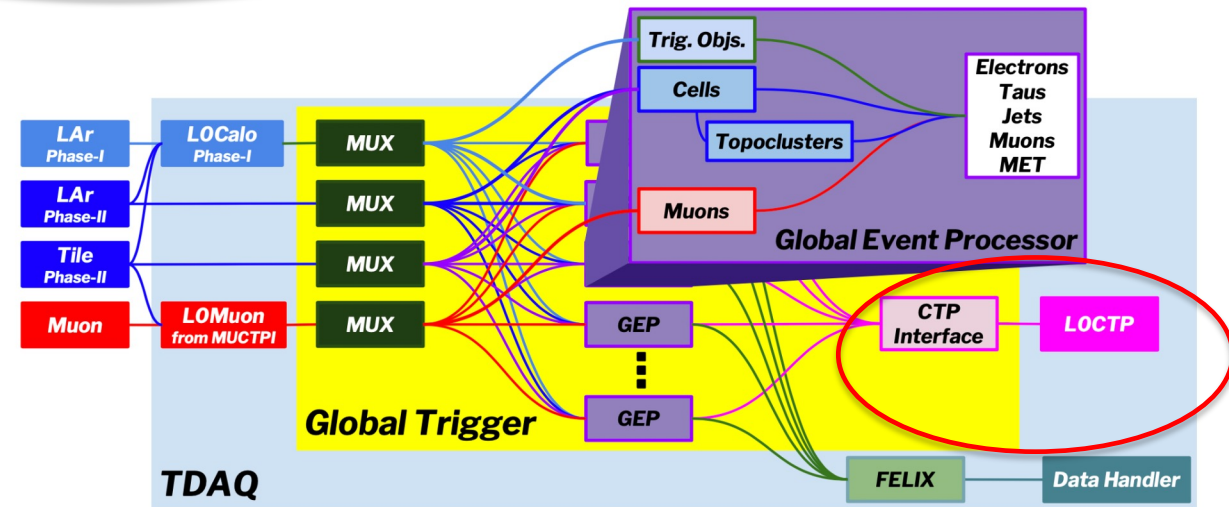 Trig. Objs.
Cells
Topoclusters
Muons
Electrons
Taus
Jets
Muons
MET
Global Event Processor
LAr
Phase-I
L0Calo
Phase-I
MUX
LAr
Phase-II
MUX
Tile
Phase-II
MUX
Muon
L0Muon
from MUCTPI
MUX
GEP
CTP
Interface
L0CTP
GEP
Global Trigger
TDAQ
FELIX
Data Handler